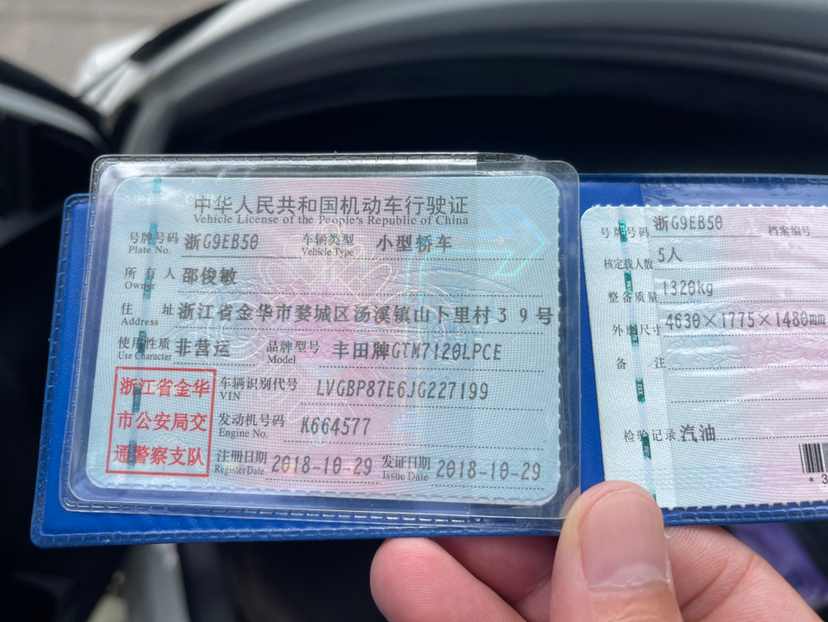 中华人民共和国机动车行驶证
Vehicle License of the People's Republic of China
号牌号码 浙G9EB50 车辆类型 小型轿车
Plate No. Vehicle Type
所有人 邵俊敏
Owner
住址 浙江省金华市婺城区汤溪镇山下里村39号
Address
使用性质 非营运 品牌型号 丰田牌GTM7120LPCE
Use Character Model
浙江省金华
市公安局交
通警察支队
车辆识别代号 LVGBP87E6JG227199
VIN
发动机号码 K664577
Engine No.
注册日期 2018-10-29 发证日期 2018-10-29
Register Date Issue Date
号牌号码 浙G9EB50 档案编号
核定载人数 5人
整备质量 1320kg
外廓尺寸 4630×1775×1480mm
备注
检验记录 汽油
*3